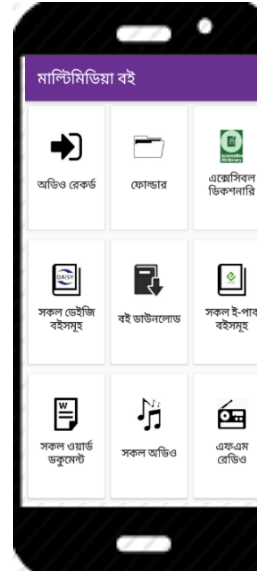 মাল্টিমিডিয়া বই
অডিও রেকর্ড
ফোল্ডার
এক্সেসিবল
ডিকশনারি
DAISY
সকল ডেইজি
বইসমূহ
বই ডাউনলোড
সকল ই-পাব
বইসমূহ
W
সকল ওয়ার্ড
ডকুমেন্ট
সকল অডিও
এফএম
রেডিও